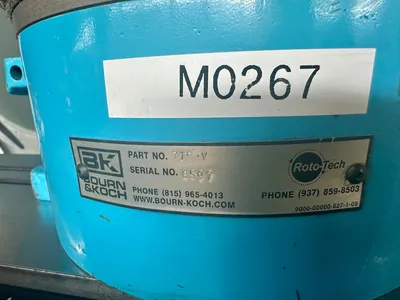 M0267
BK
BOURN
&KOCH
PART NO.
SERIAL NO.
PHONE (815) 965-4013
WWW.BOURN-KOCH.COM
Roto-Tech
PHONE (937) 859-8503